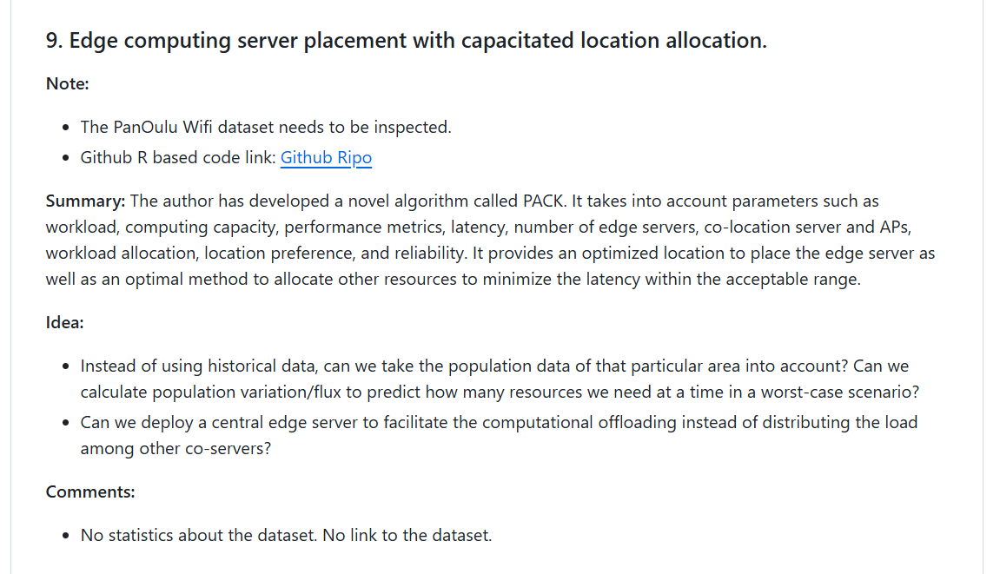 9. Edge computing server placement with capacitated location allocation.
Note:
• The PanOulu Wifi dataset needs to be inspected.
• Github R based code link: Github Ripo
Summary: The author has developed a novel algorithm called PACK. It takes into account parameters such as
workload, computing capacity, performance metrics, latency, number of edge servers, co-location server and APs,
workload allocation, location preference, and reliability. It provides an optimized location to place the edge server as
well as an optimal method to allocate other resources to minimize the latency within the acceptable range.
Idea:
• Instead of using historical data, can we take the population data of that particular area into account? Can we
calculate population variation/flux to predict how many resources we need at a time in a worst-case scenario?
• Can we deploy a central edge server to facilitate the computational offloading instead of distributing the load
among other co-servers?
Comments:
• No statistics about the dataset. No link to the dataset.